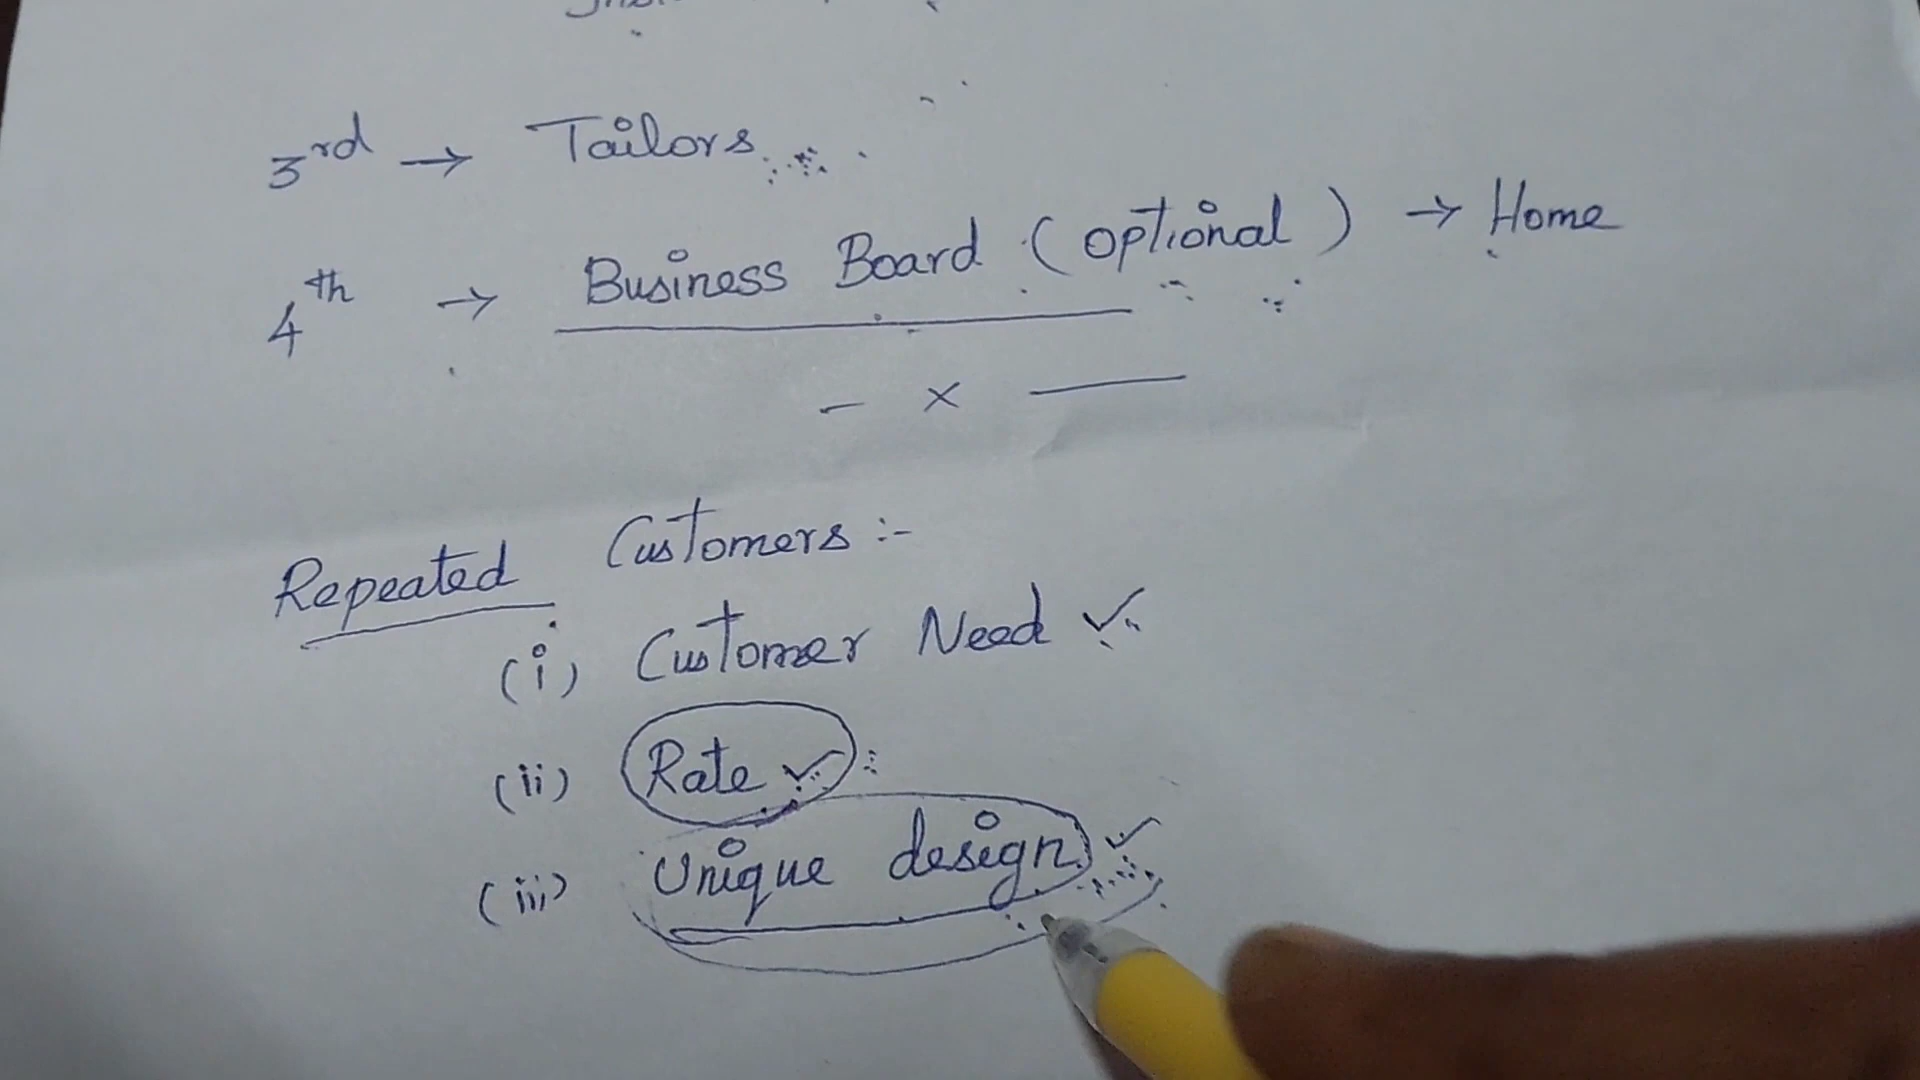 3rd → Tailors
4th → Business Board (optional) → Home
— x —
Repeated Customers :-
(i) Customer Need ✓
(ii) Rate ✓
(iii) Unique design ✓